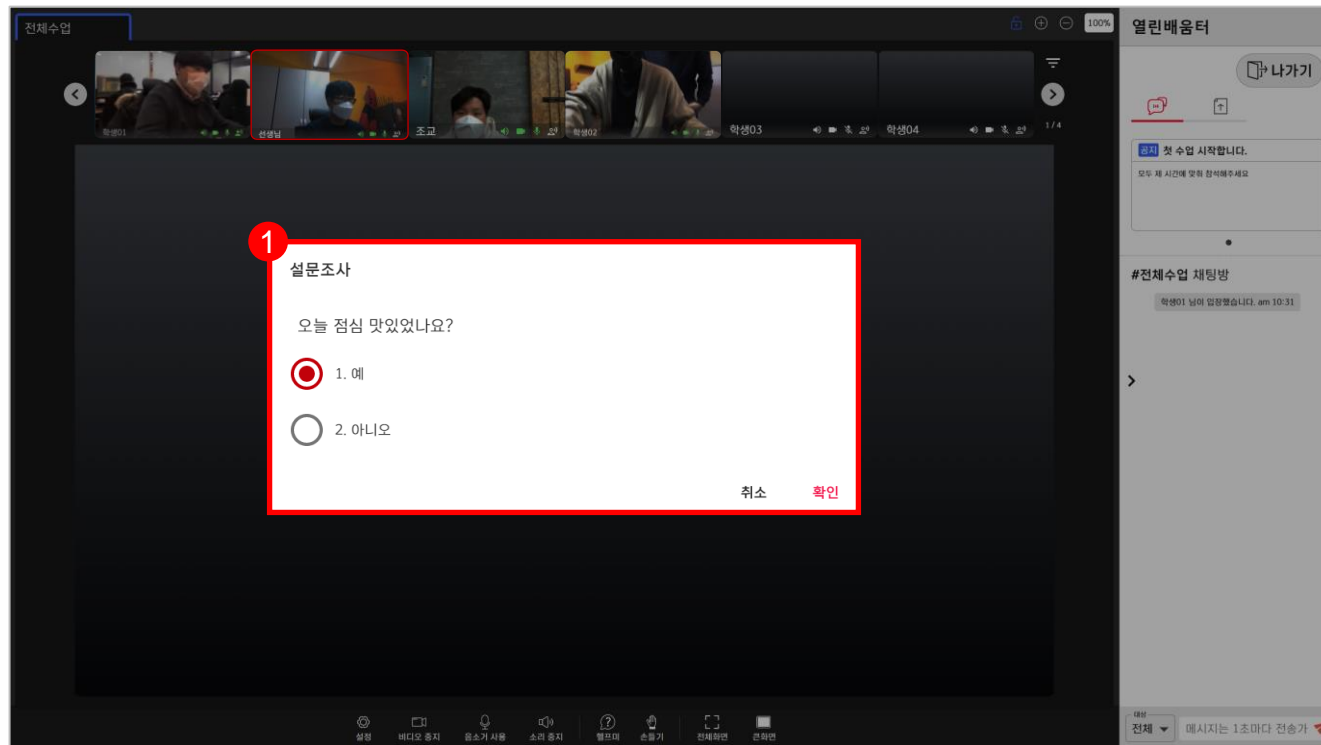 전체수업
100%
열린배움터
나가기
학생01
선생님
조교
학생02
학생03
학생04
1/4
공지 첫 수업 시작합니다.
모두 제 시간에 맞춰 참석해주세요
#전체수업 채팅방
학생01 님이 입장했습니다. am 10:31
1
설문조사
오늘 점심 맛있었나요?
1. 예
2. 아니오
취소
확인
설정
비디오 중지
음소거 사용
소리 중지
헬프미
손들기
전체화면
큰화면
대상
전체
메시지는 1초마다 전송가